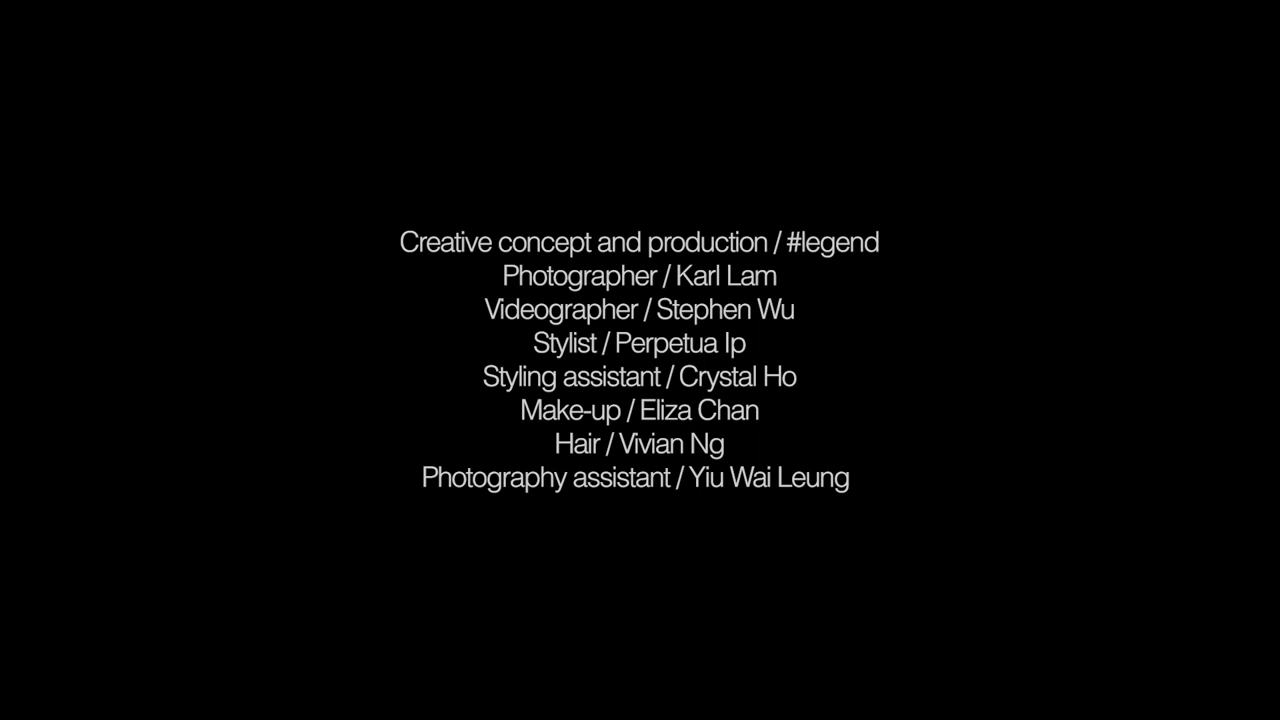 Creative concept and production / #legend
Photographer / Karl Lam
Videographer / Stephen Wu
Stylist / Perpetua Ip
Styling assistant / Crystal Ho
Make-up / Eliza Chan
Hair / Vivian Ng
Photography assistant / Yiu Wai Leung